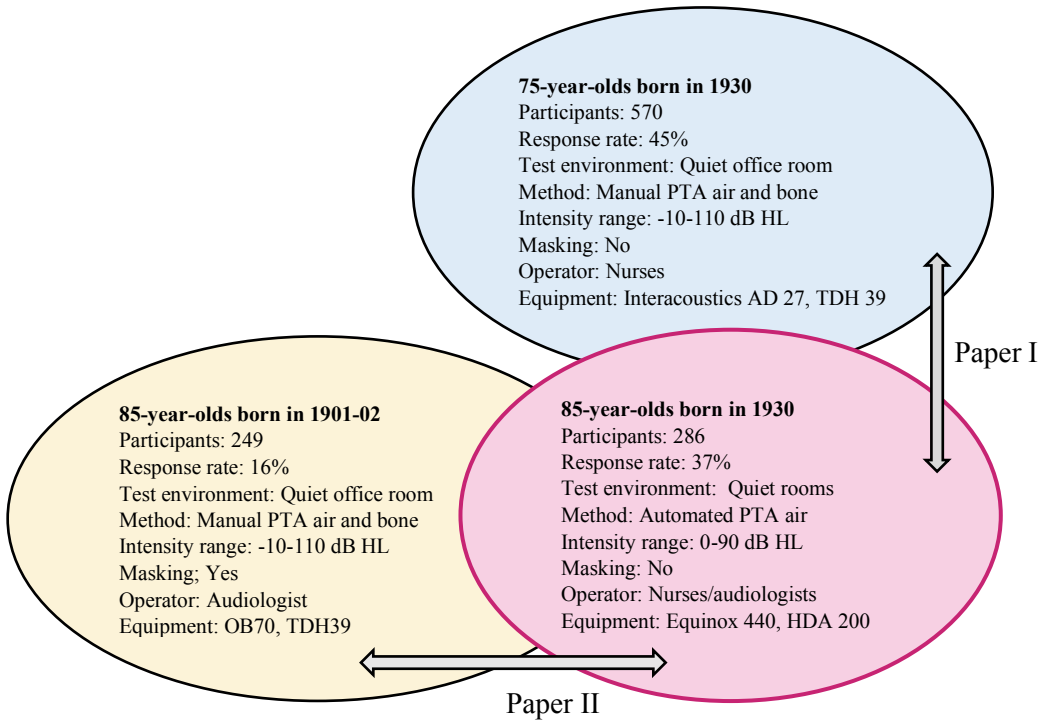 75-year-olds born in 1930
Participants: 570
Response rate: 45%
Test environment: Quiet office room
Method: Manual PTA air and bone
Intensity range: -10-110 dB HL
Masking: No
Operator: Nurses
Equipment: Interacoustics AD 27, TDH 39
Paper I
85-year-olds born in 1901-02
Participants: 249
Response rate: 16%
Test environment: Quiet office room
Method: Manual PTA air and bone
Intensity range: -10-110 dB HL
Masking; Yes
Operator: Audiologist
Equipment: OB70, TDH39
85-year-olds born in 1930
Participants: 286
Response rate: 37%
Test environment:  Quiet rooms
Method: Automated PTA air
Intensity range: 0-90 dB HL
Masking: No
Operator: Nurses/audiologists
Equipment: Equinox 440, HDA 200
Paper II